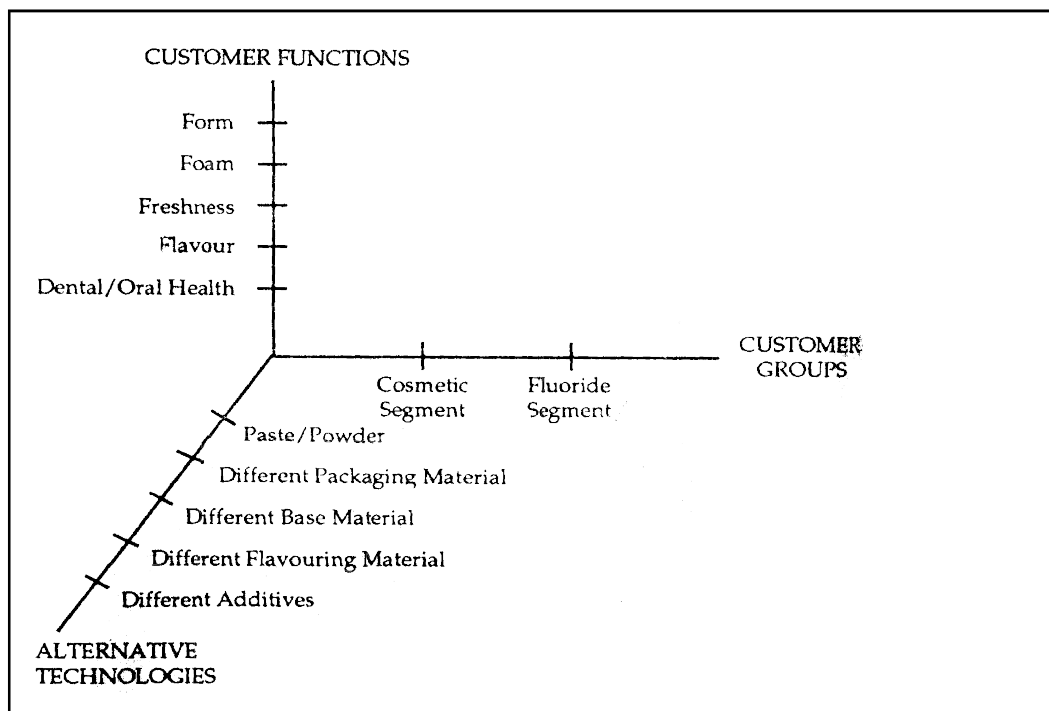 CUSTOMER FUNCTIONS
Form
Foam
Freshness
Flavour
Dental/Oral Health
CUSTOMER
GROUPS
Cosmetic
Segment
Fluoride
Segment
Paste/Powder
Different Packaging Material
Different Base Material
Different Flavouring Material
Different Additives
ALTERNATIVE
TECHNOLOGIES